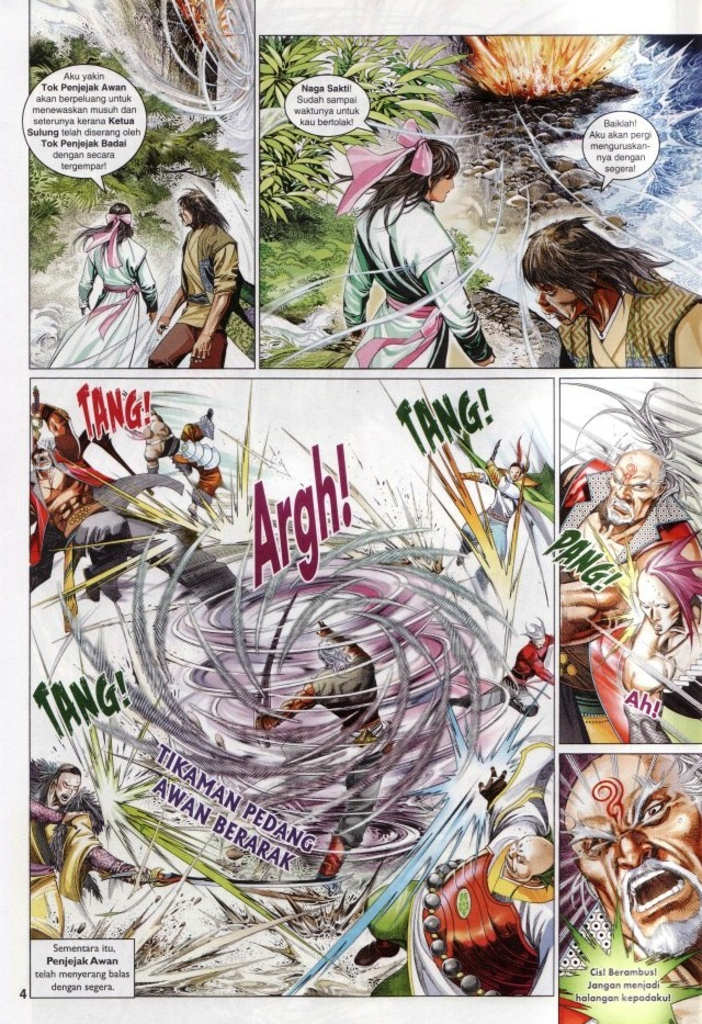 Aku yakin
Tok Penjejak Awan
akan berpeluang untuk
menewaskan musuh dan
seterunya kerana Ketua
Sulung telah diserang oleh
Tok Penjejak Badai
dengan secara
tergempar!
Naga Sakti!
Sudah sampai
waktunya untuk
kau bertolak!
Baiklah!
Aku akan pergi
menguruskan-
nya dengan
segera!
TANG!
TANG!
Argh!
PANG!
Ah!
TANG!
TIKAMAN PEDANG
AWAN BERARAK
Sementara itu,
Penjejak Awan
telah menyerang balas
dengan segera.
Cis! Berambus!
Jangan menjadi
halangan kepadaku!
4